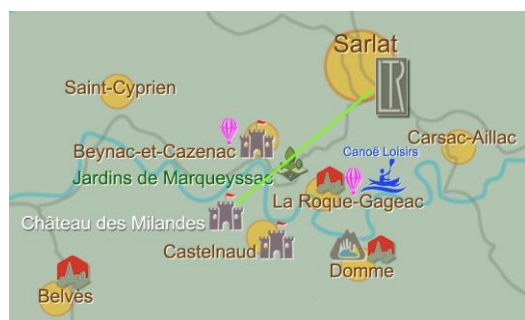 Sarlat
Saint-Cyprien
Beynac-et-Cazenac
Carsac-Aillac
Canoë Loisirs
Jardins de Marqueyssac
La Roque-Gageac
Château des Milandes
Castelnaud
Domme
Belves